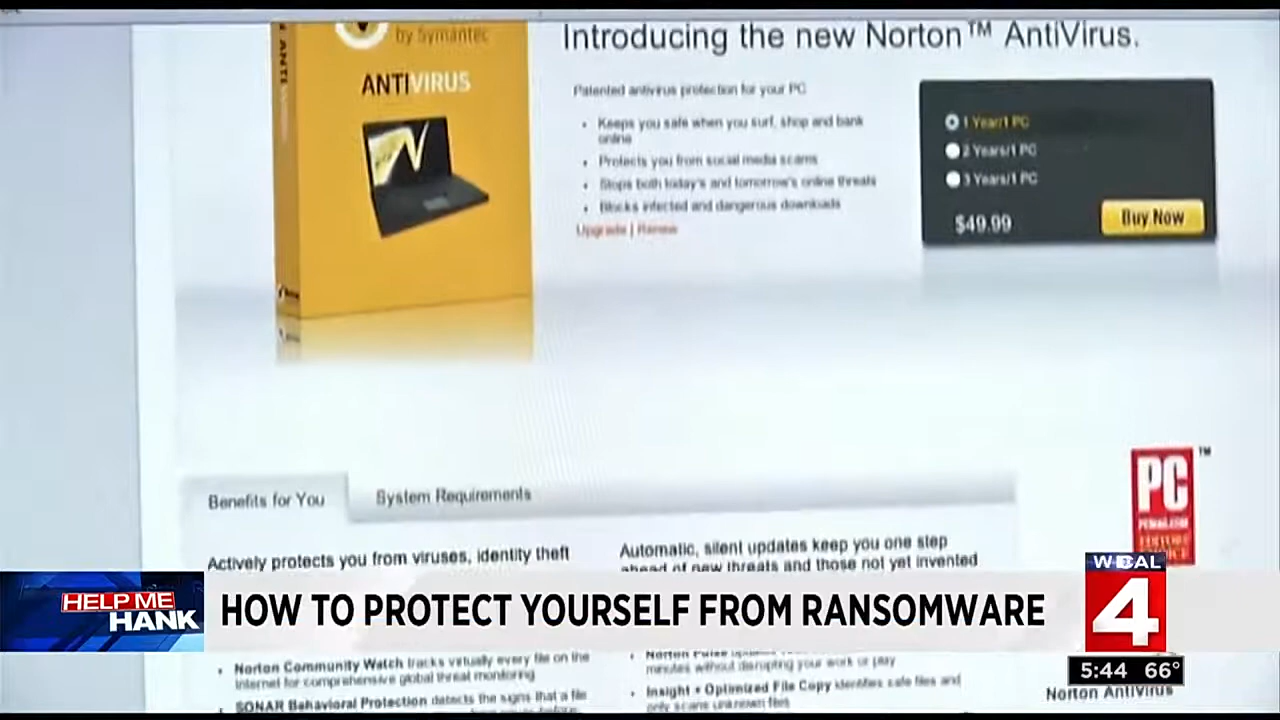 by Symantec
Introducing the new Norton™ AntiVirus.
ANTIVIRUS
Patented antivirus protection for your PC
• Keeps you safe when you surf, shop and bank
online
• Protects you from social media scams
• Stops both today's and tomorrow's online threats
• Blocks infected and dangerous downloads
Upgrade | Renew
1 Year/1 PC
2 Years/1 PC
3 Years/1 PC
$49.99
Buy Now
PC
™
Benefits for You
System Requirements
Actively protects you from viruses, identity theft
Automatic, silent updates keep you one step
ahead of new threats and those not yet invented
HELP ME
HANK
HOW TO PROTECT YOURSELF FROM RANSOMWARE
4
5:44 66°
• Norton Community Watch tracks virtually every file on the
Internet for comprehensive global threat monitoring
• SONAR Behavioral Protection detects the signs that a file
• Norton Pulse
minutes without disrupting your work or play
• Insight • Optimized File Copy identifies safe files and
only scans unknown files
Norton AntiVirus